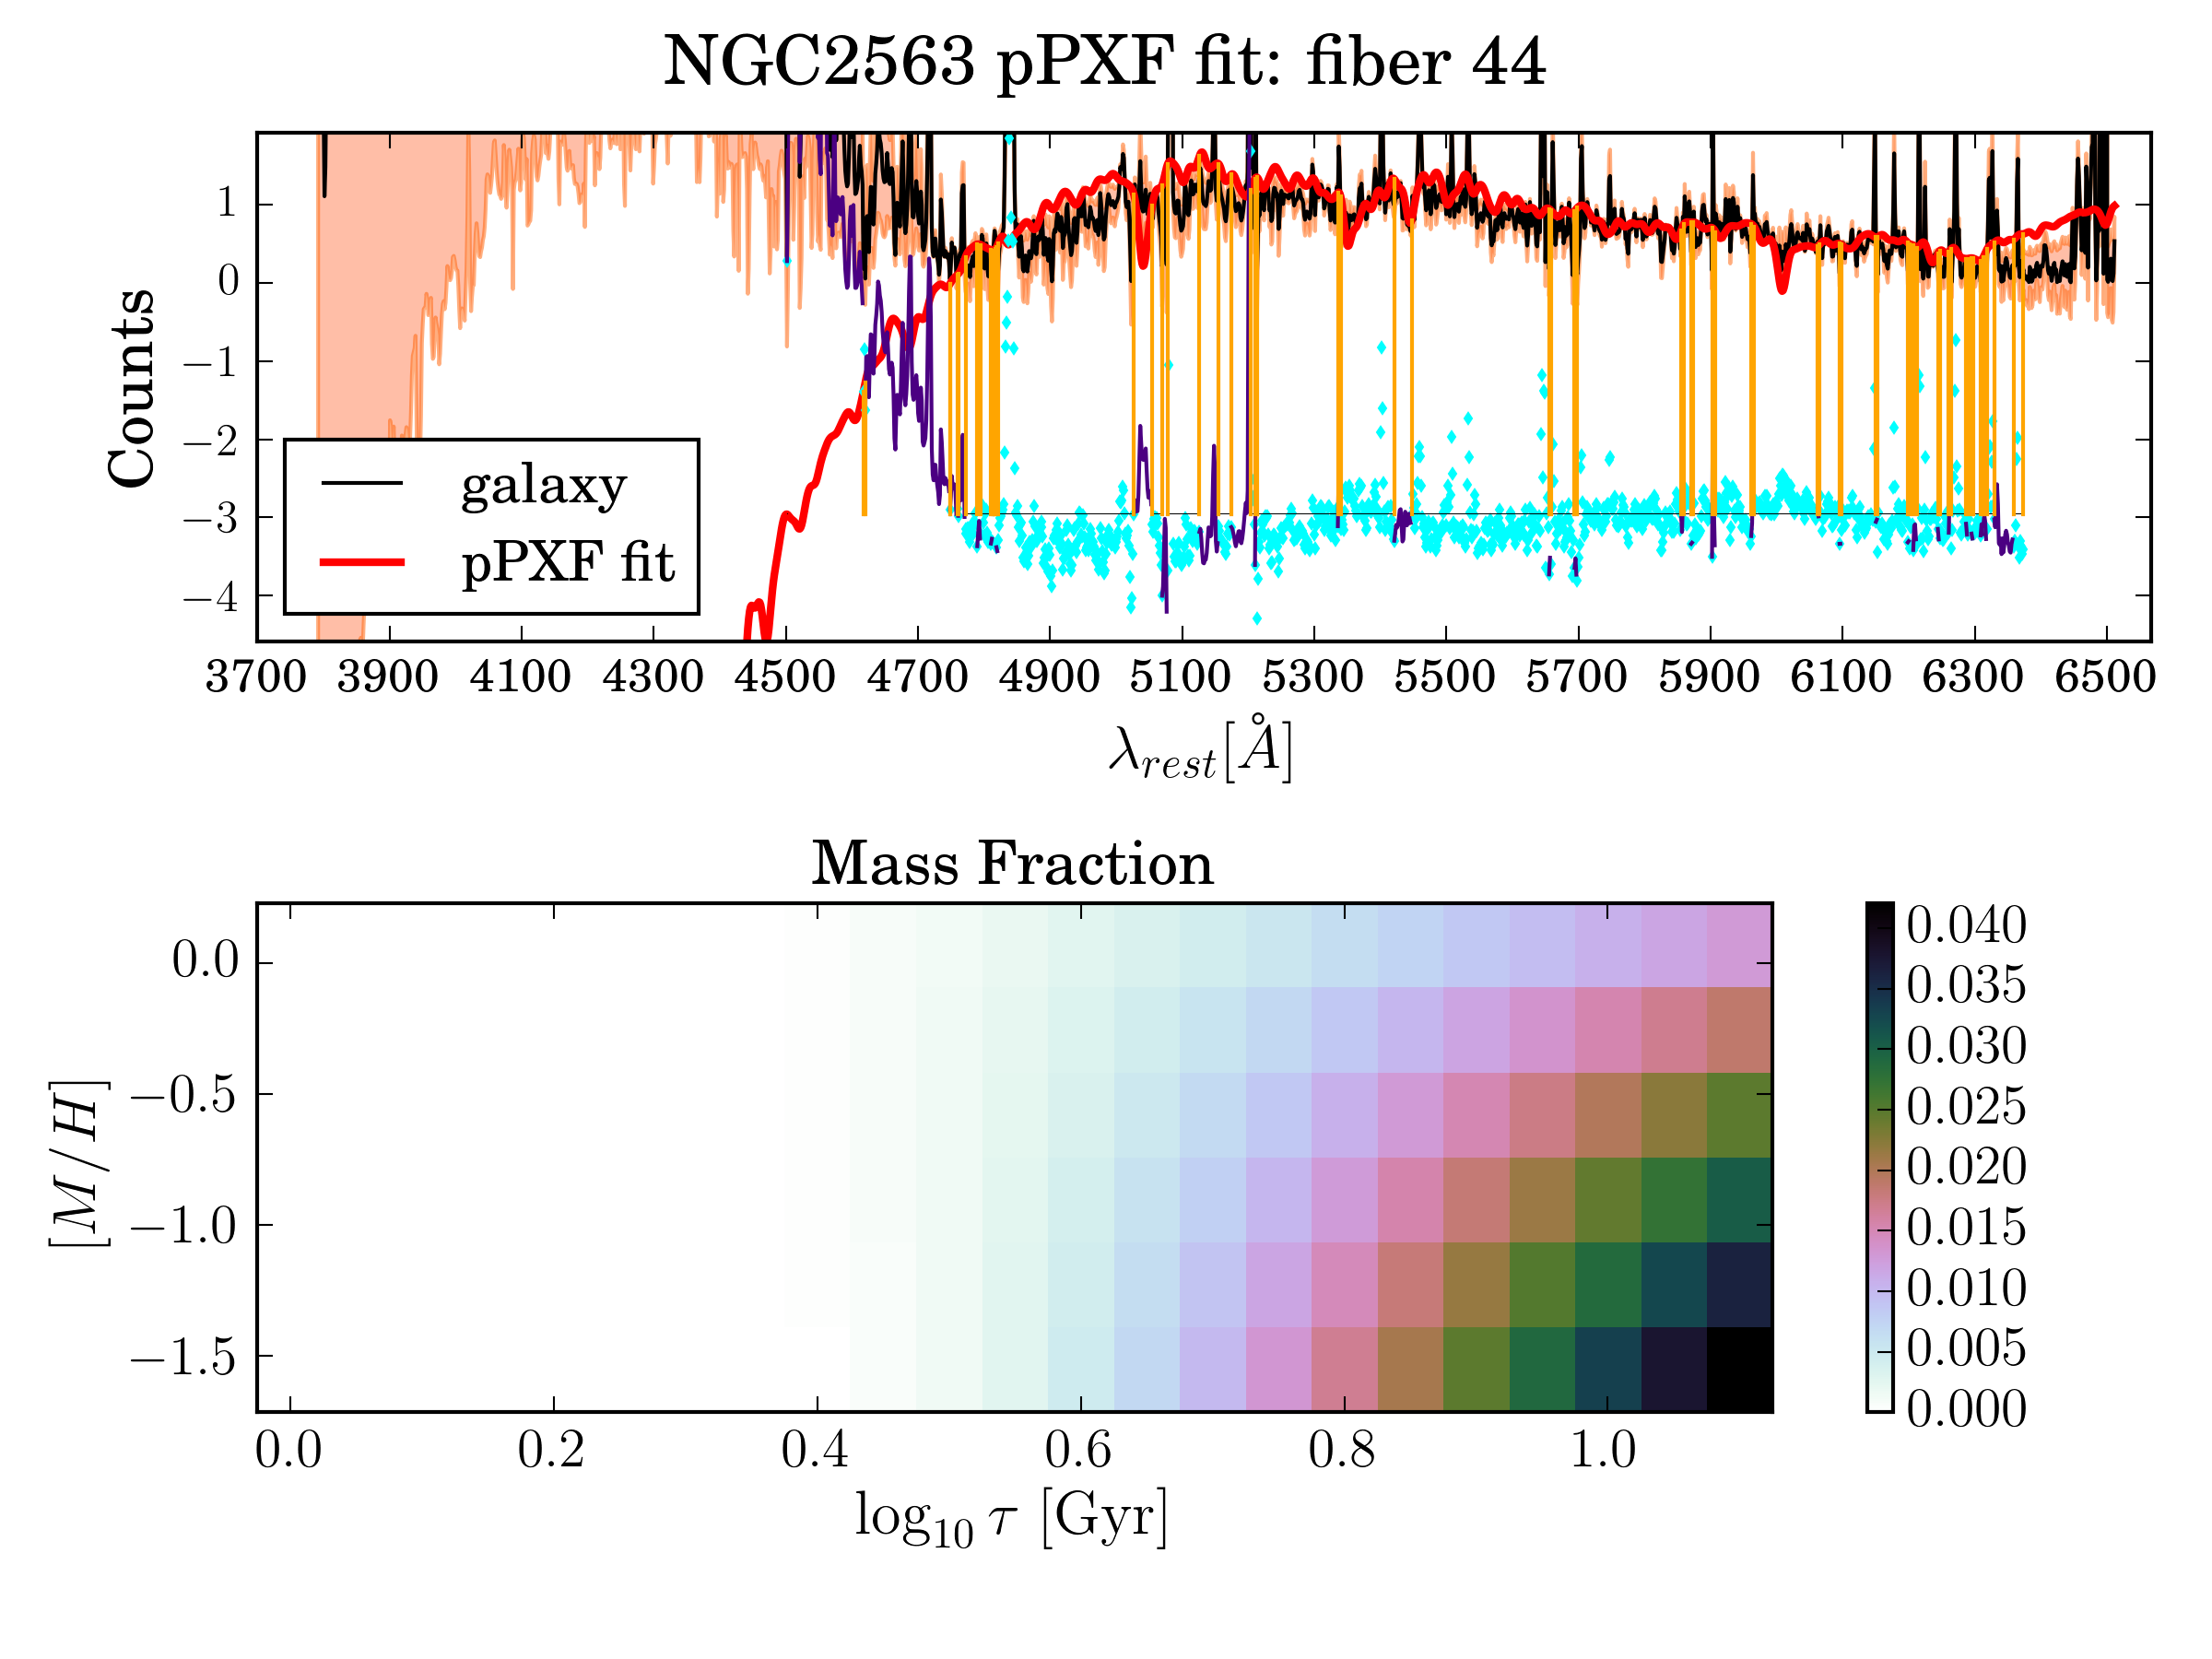 NGC2563 pPXF fit: fiber 44
Counts
1
0
−1
−2
−3
−4
galaxy
pPXF fit
3700 3900 4100 4300 4500 4700 4900 5100 5300 5500 5700 5900 6100 6300 6500
λrest[Å]
Mass Fraction
[M/H]
0.0
−0.5
−1.0
−1.5
0.0 0.2 0.4 0.6 0.8 1.0
log10 τ [Gyr]
0.040
0.035
0.030
0.025
0.020
0.015
0.010
0.005
0.000